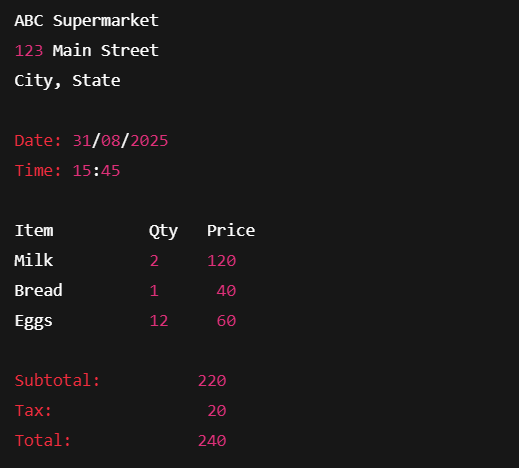 ABC Supermarket
123 Main Street
City, State
Date: 31/08/2025
Time: 15:45
Item Qty Price
Milk 2 120
Bread 1 40
Eggs 12 60
Subtotal: 220
Tax: 20
Total: 240